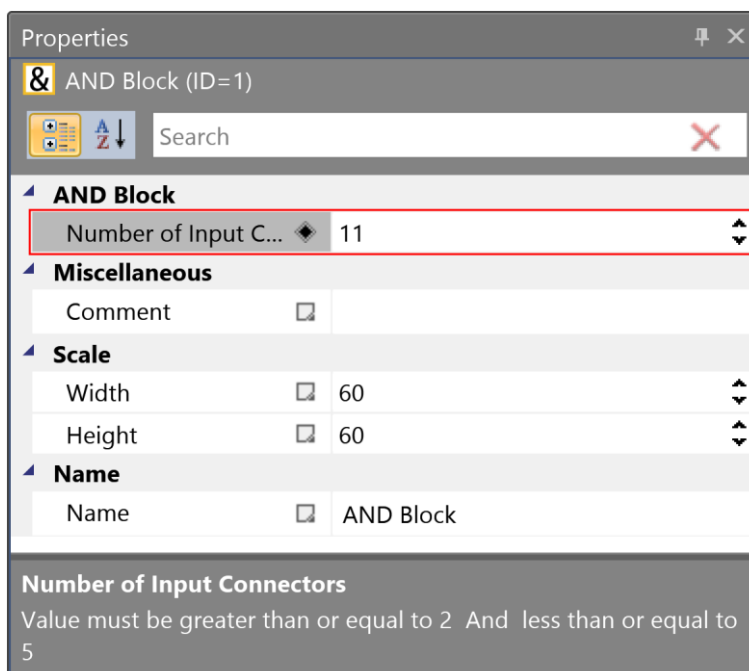 Properties
& AND Block (ID=1)
A Z Search
AND Block
Number of Input C... 11
Miscellaneous
Comment
Scale
Width 60
Height 60
Name
Name AND Block
Number of Input Connectors
Value must be greater than or equal to 2 And less than or equal to
5